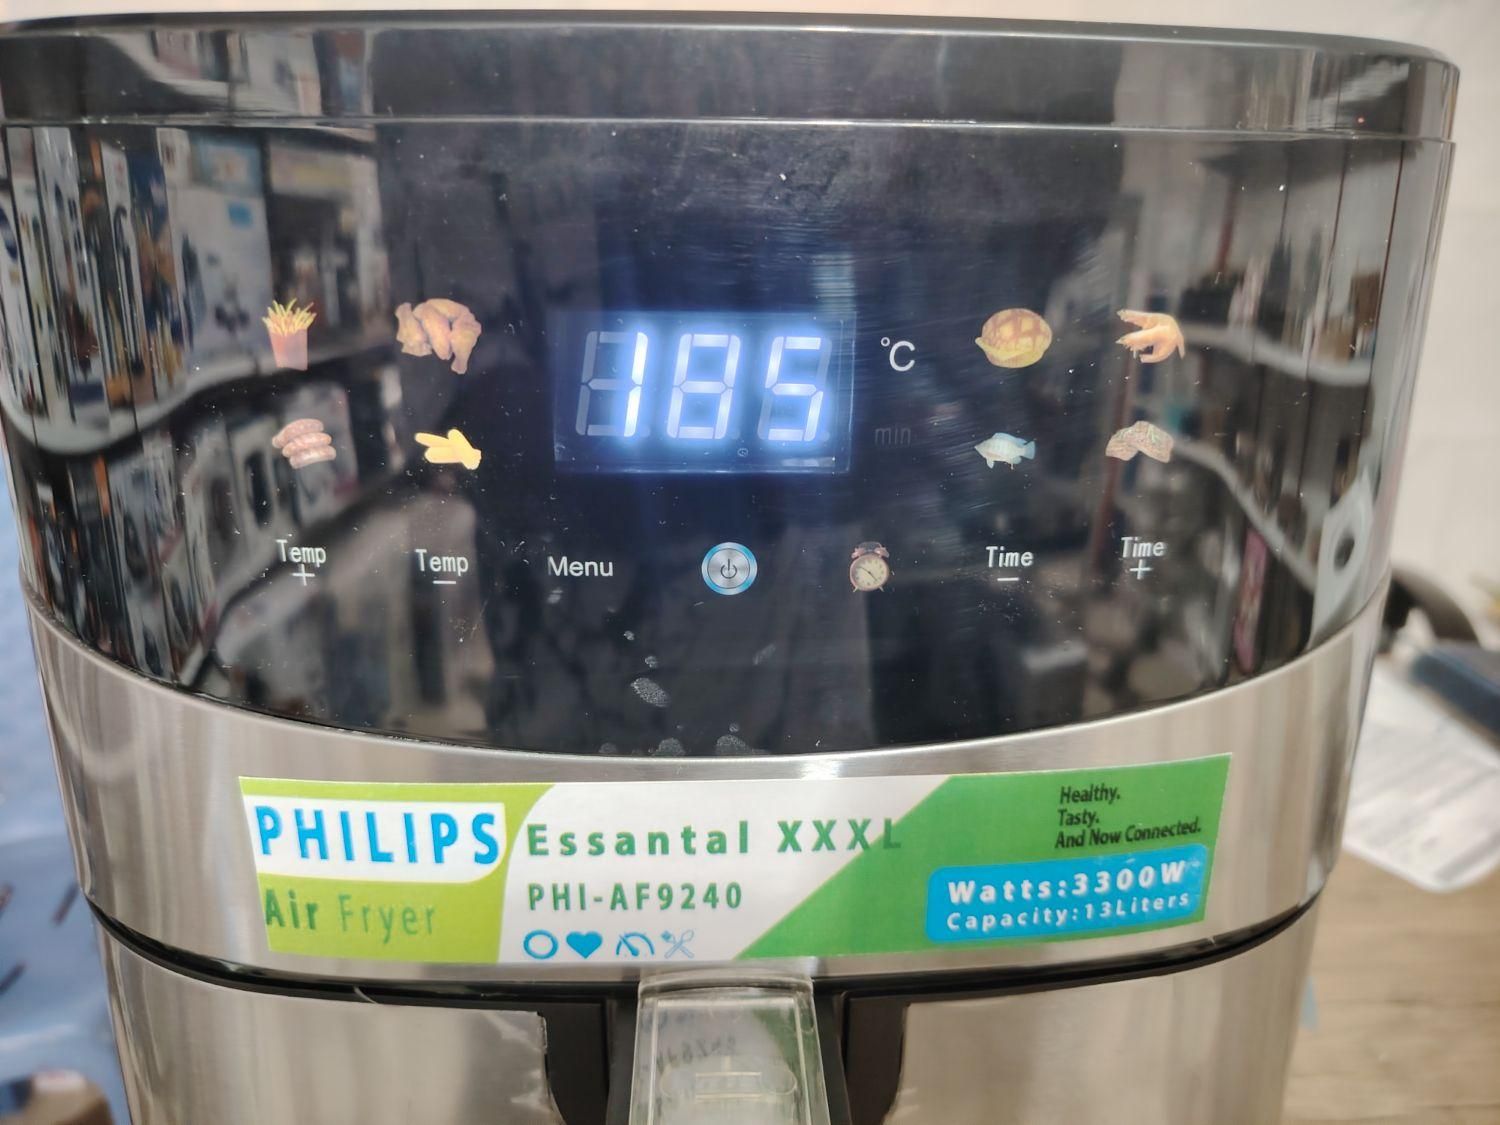 185
°C
min
Temp
+
Temp
−
Menu
Time
−
Time
+
PHILIPS
Air Fryer
Essantal XXXL
PHI-AF9240
Healthy.
Tasty.
And Now Connected.
Watts:3300W
Capacity:13Liters